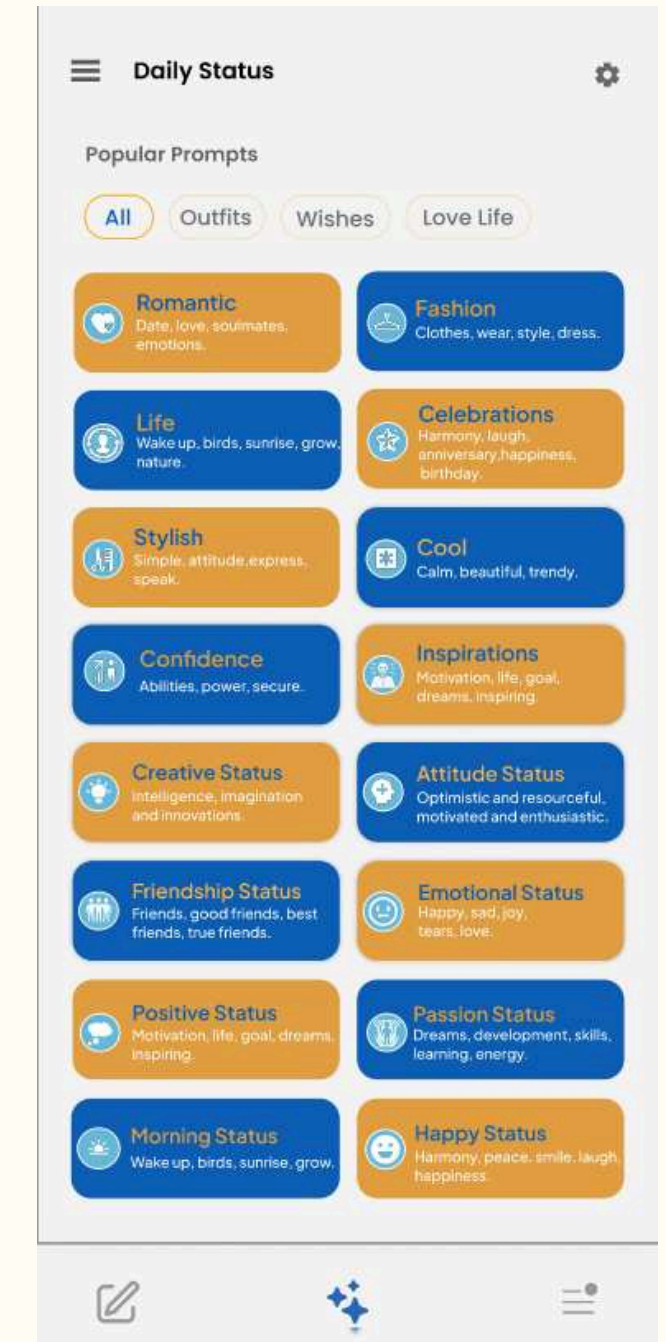 Daily Status
Popular Prompts
All
Outfits
Wishes
Love Life
Romantic
Date, love, soulmates,
emotions.
Fashion
Clothes, wear, style, dress.
Life
Wake up, birds, sunrise, grow,
nature.
Celebrations
Harmony, laugh,
anniversary,happiness,
birthday.
Stylish
Simple, attitude,express,
speak.
Cool
Calm, beautiful, trendy.
Confidence
Abilities, power, secure.
Inspirations
Motivation, life, goal,
dreams, inspiring.
Creative Status
Intelligence, imagination
and innovations.
Attitude Status
Optimistic and resourceful,
motivated and enthusiastic.
Friendship Status
Friends, good friends, best
friends, true friends.
Emotional Status
Happy, sad, joy,
tears, love.
Positive Status
Motivation, life, goal, dreams,
inspiring.
Passion Status
Dreams, development, skills,
learning, energy.
Morning Status
Wake up, birds, sunrise, grow.
Happy Status
Harmony, peace, smile, laugh,
happiness.